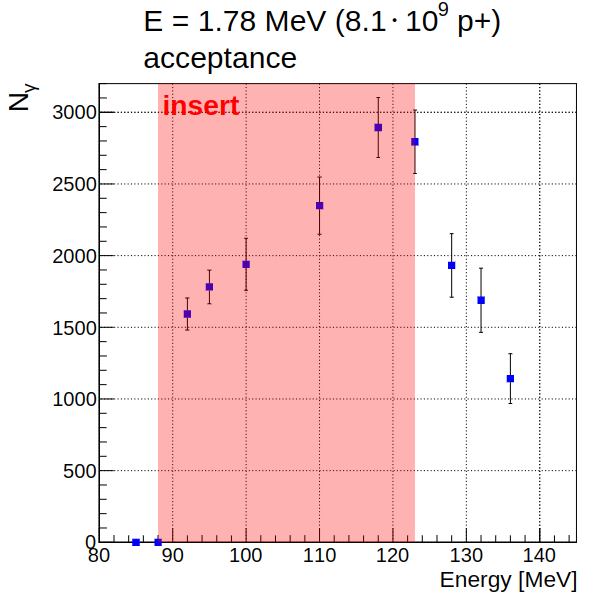 E = 1.78 MeV (8.1· 10⁹ p+)
acceptance
Nγ
insert
3000
2500
2000
1500
1000
500
0
80 90 100 110 120 130 140
Energy [MeV]